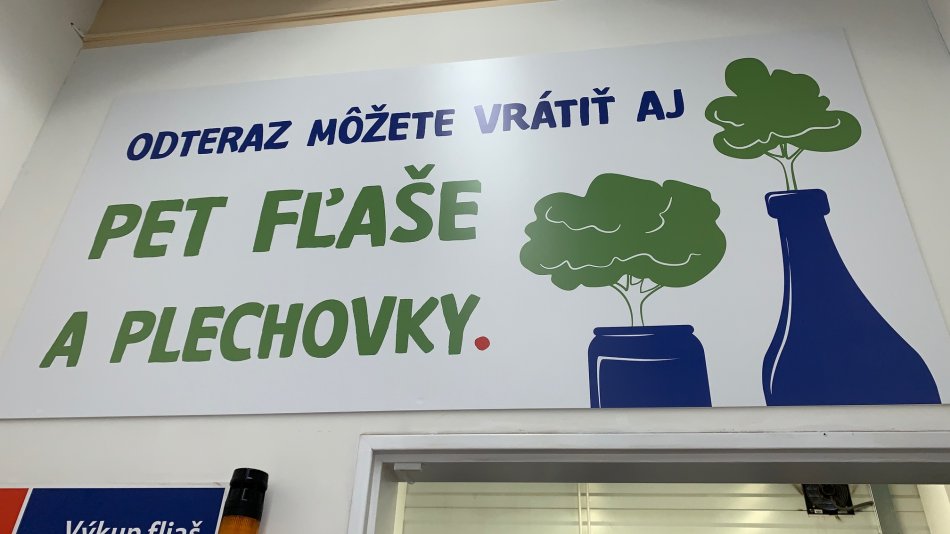 ODTERAZ MÔŽETE VRÁTIŤ AJ
PET FĽAŠE
A PLECHOVKY.
Výkup fliaš